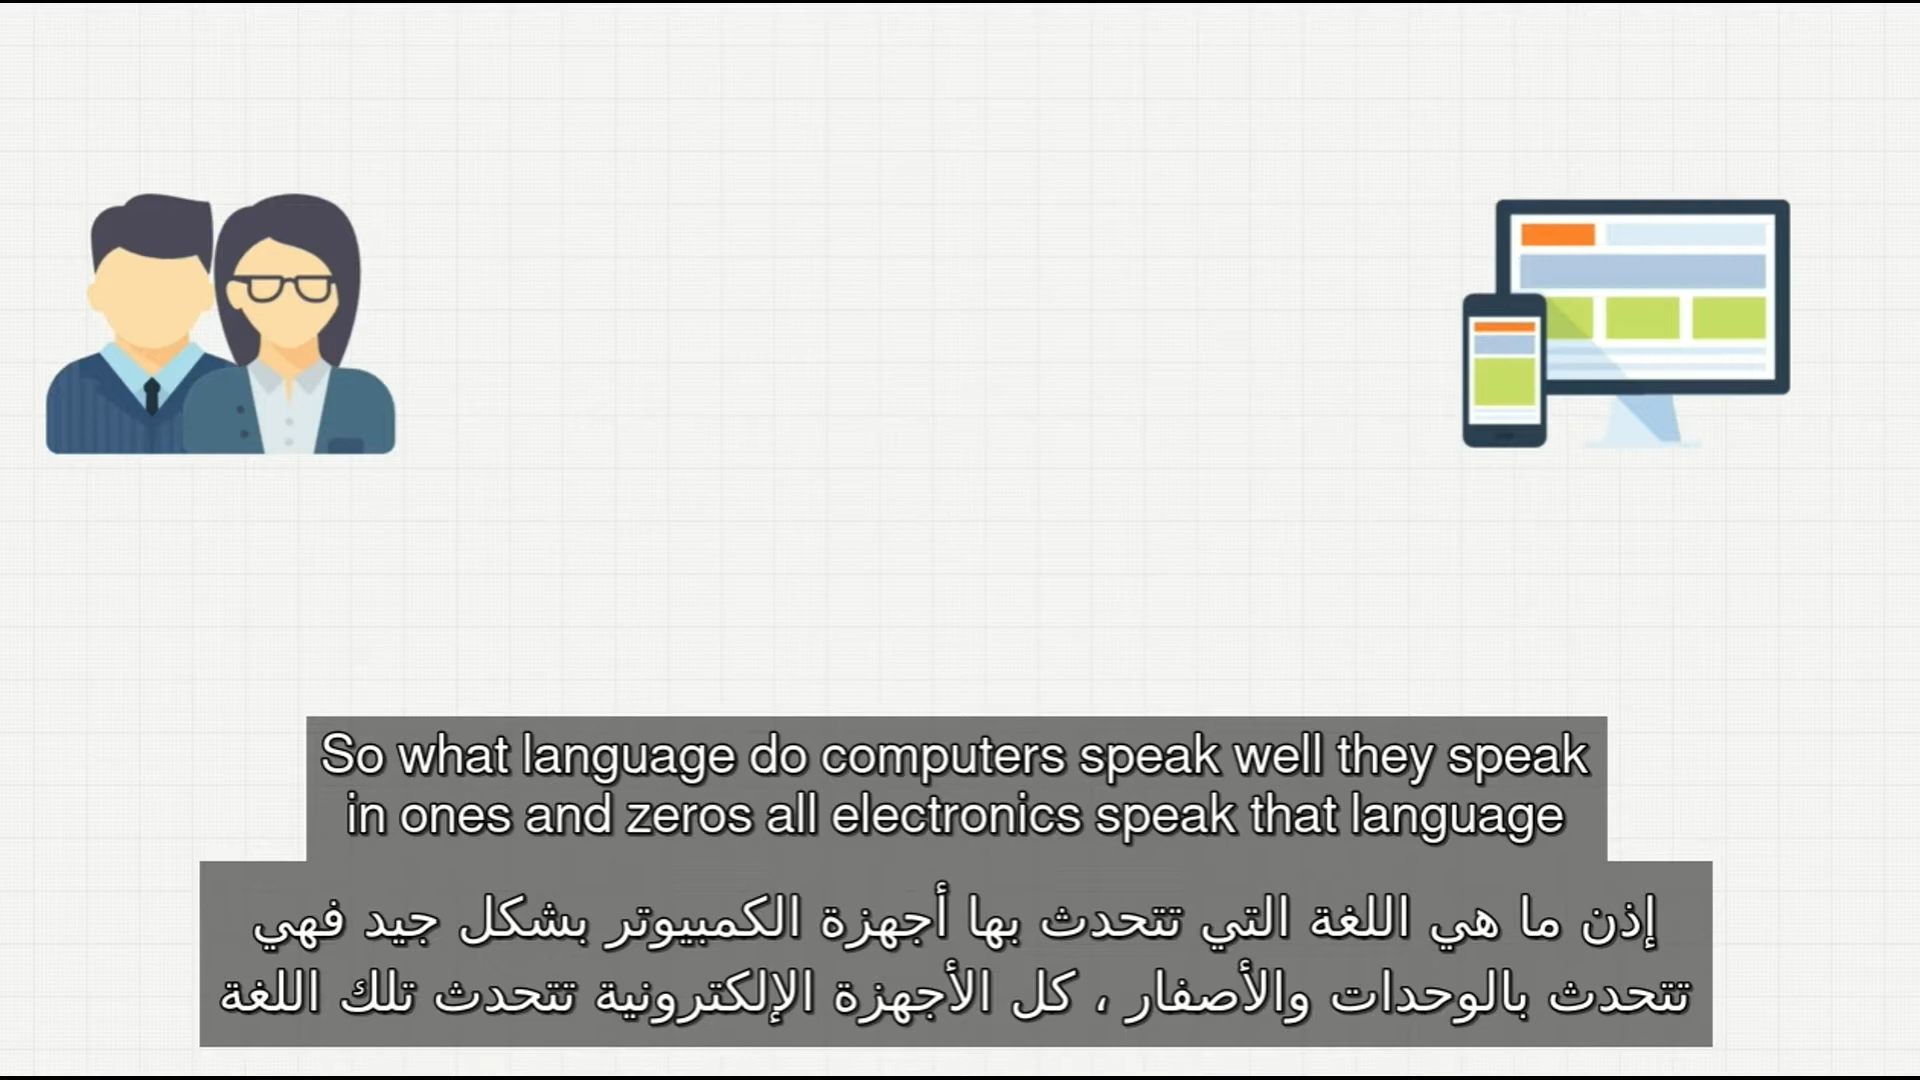 So what language do computers speak well they speak
in ones and zeros all electronics speak that language
إذن ما هي اللغة التي تتحدث بها أجهزة الكمبيوتر بشكل جيد فهي
تتحدث بالوحدات والأصفار ، كل الأجهزة الإلكترونية تتحدث تلك اللغة